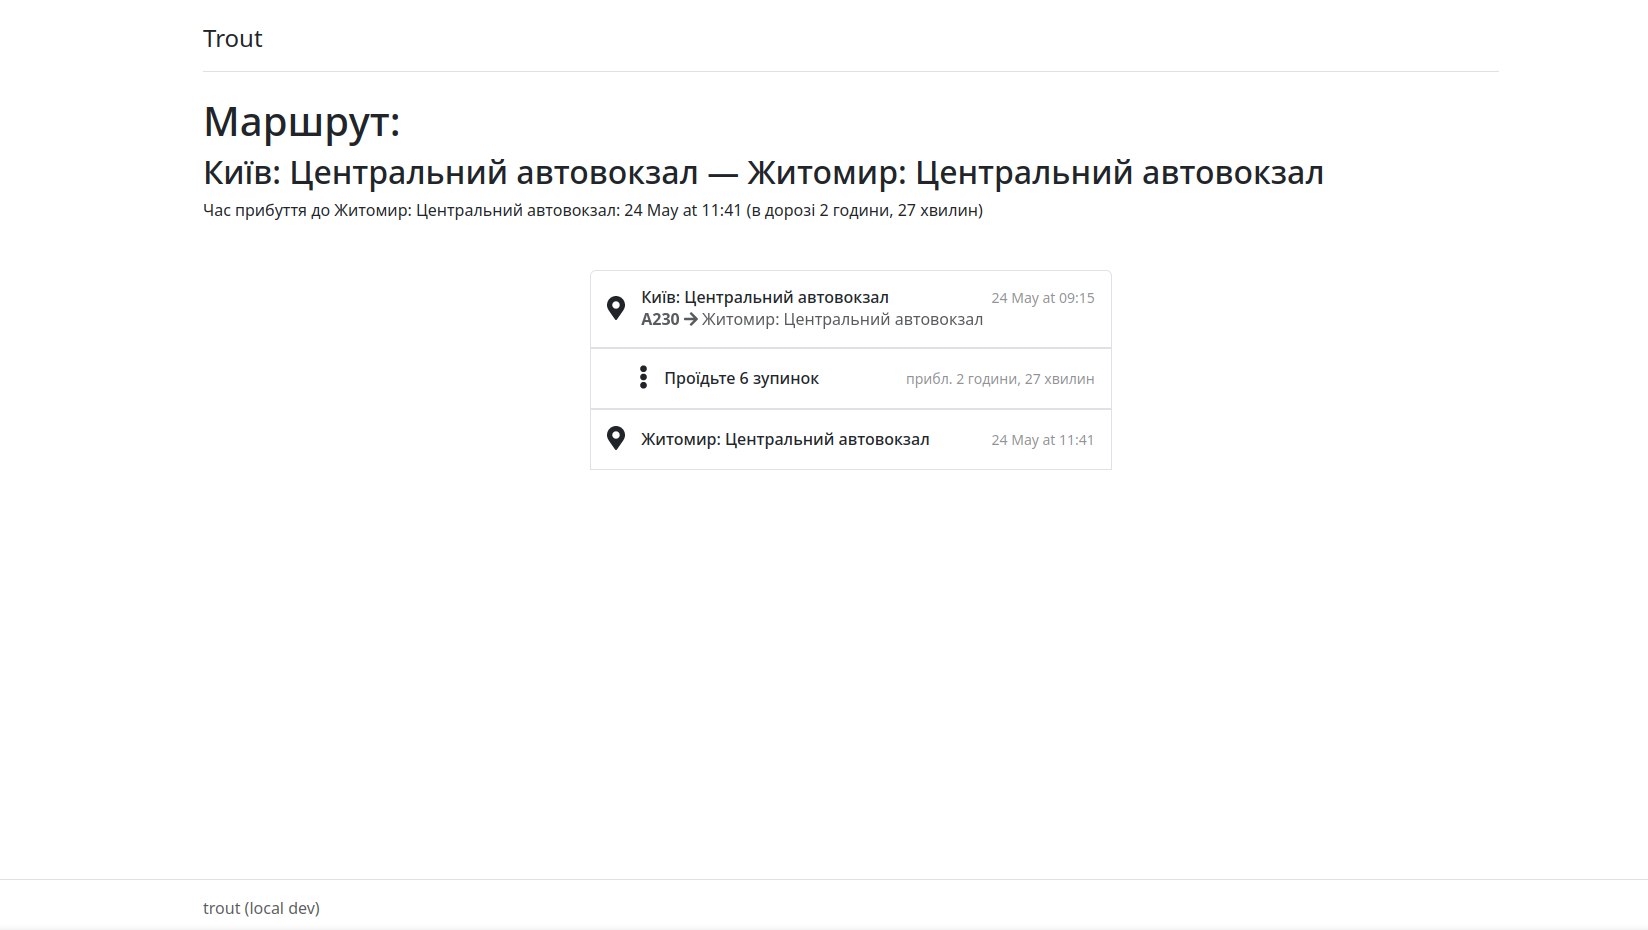 Trout
Маршрут:
Київ: Центральний автовокзал — Житомир: Центральний автовокзал
Час прибуття до Житомир: Центральний автовокзал: 24 May at 11:41 (в дорозі 2 години, 27 хвилин)
Київ: Центральний автовокзал 24 May at 09:15
А230 → Житомир: Центральний автовокзал
Проїдьте 6 зупинок прибл. 2 години, 27 хвилин
Житомир: Центральний автовокзал 24 May at 11:41
trout (local dev)